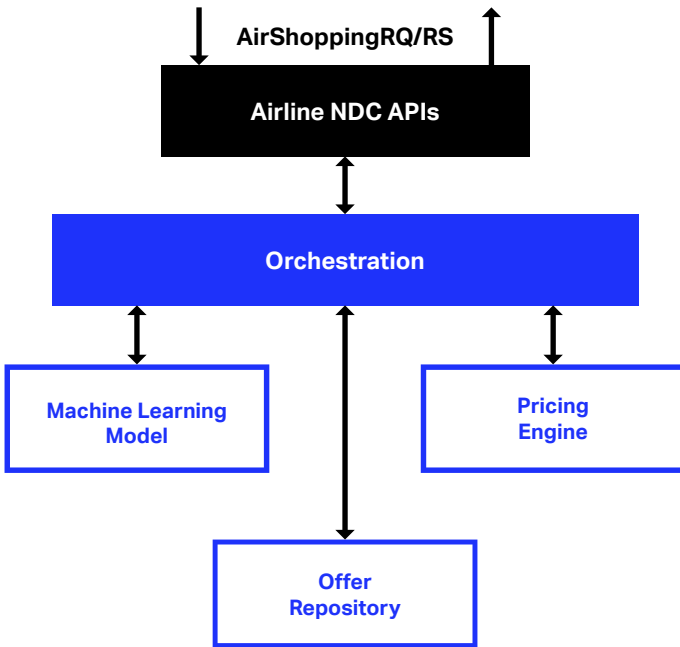 AirShoppingRQ/RS
Airline NDC APIs
Orchestration
Machine Learning
Model
Pricing
Engine
Offer
Repository